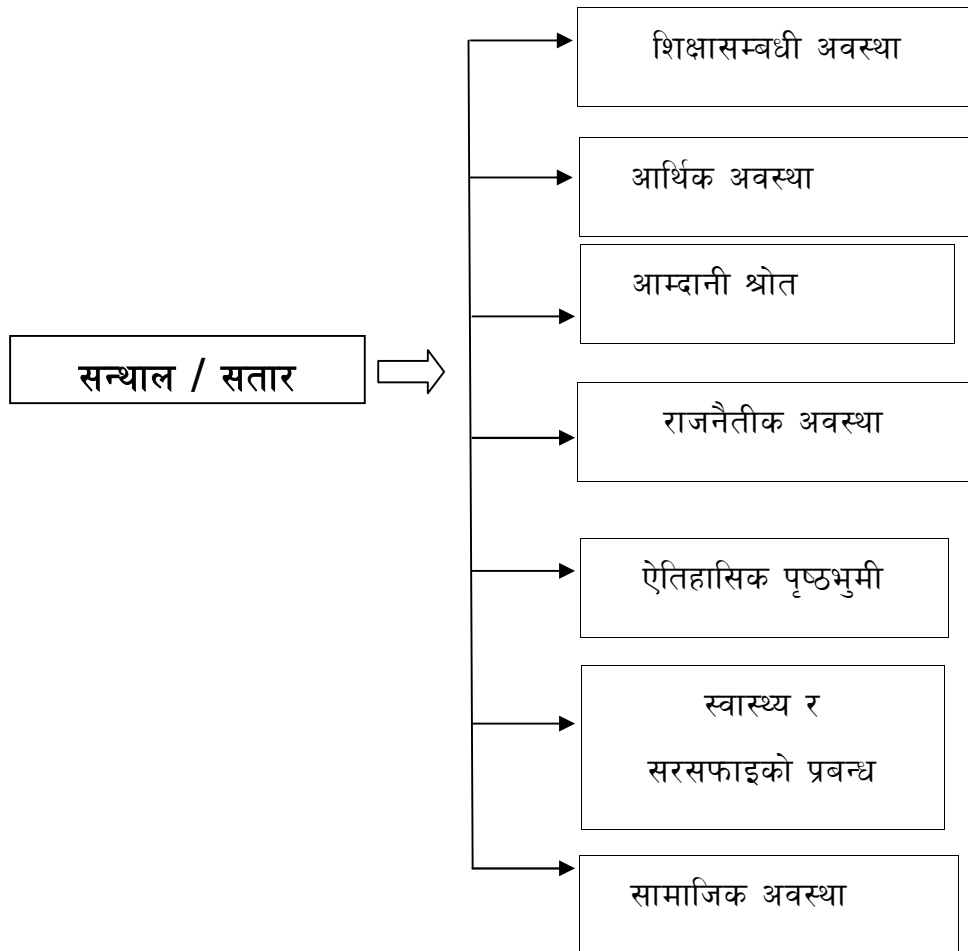 शिक्षासम्बधी अवस्था
आर्थिक अवस्था
आम्दानी श्रोत
सन्थाल / सतार
राजनैतीक अवस्था
ऐतिहासिक पृष्ठभुमी
स्वास्थ्य र
सरसफाइको प्रबन्ध
सामाजिक अवस्था